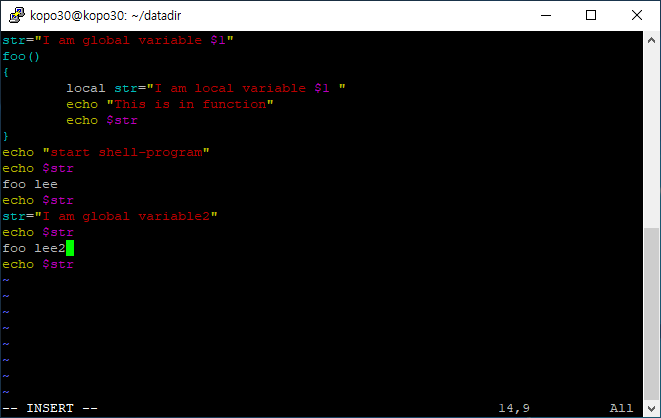 kopo30@kopo30: ~/datadir
str="I am global variable $1"
foo()
{
        local str="I am local variable $1 "
        echo "This is in function"
        echo $str
}
echo "start shell-program"
echo $str
foo lee
echo $str
str="I am global variable2"
echo $str
foo lee2
echo $str
~
~
~
~
~
~
~
~
-- INSERT -- 14,9 All